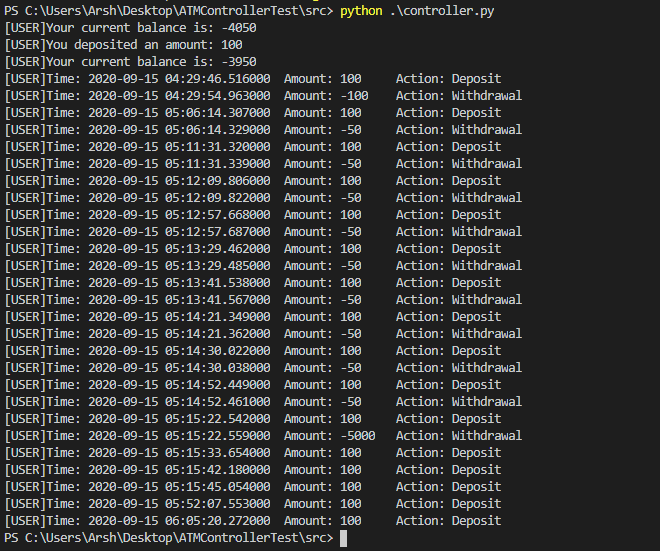 PS C:\Users\Arsh\Desktop\ATMControllerTest\src> python .\controller.py
[USER]Your current balance is: -4050
[USER]You deposited an amount: 100
[USER]Your current balance is: -3950
[USER]Time: 2020-09-15 04:29:46.516000  Amount: 100     Action: Deposit
[USER]Time: 2020-09-15 04:29:54.963000  Amount: -100    Action: Withdrawal
[USER]Time: 2020-09-15 05:06:14.307000  Amount: 100     Action: Deposit
[USER]Time: 2020-09-15 05:06:14.329000  Amount: -50     Action: Withdrawal
[USER]Time: 2020-09-15 05:11:31.320000  Amount: 100     Action: Deposit
[USER]Time: 2020-09-15 05:11:31.339000  Amount: -50     Action: Withdrawal
[USER]Time: 2020-09-15 05:12:09.806000  Amount: 100     Action: Deposit
[USER]Time: 2020-09-15 05:12:09.822000  Amount: -50     Action: Withdrawal
[USER]Time: 2020-09-15 05:12:57.668000  Amount: 100     Action: Deposit
[USER]Time: 2020-09-15 05:12:57.687000  Amount: -50     Action: Withdrawal
[USER]Time: 2020-09-15 05:13:29.462000  Amount: 100     Action: Deposit
[USER]Time: 2020-09-15 05:13:29.485000  Amount: -50     Action: Withdrawal
[USER]Time: 2020-09-15 05:13:41.538000  Amount: 100     Action: Deposit
[USER]Time: 2020-09-15 05:13:41.567000  Amount: -50     Action: Withdrawal
[USER]Time: 2020-09-15 05:14:21.349000  Amount: 100     Action: Deposit
[USER]Time: 2020-09-15 05:14:21.362000  Amount: -50     Action: Withdrawal
[USER]Time: 2020-09-15 05:14:30.022000  Amount: 100     Action: Deposit
[USER]Time: 2020-09-15 05:14:30.038000  Amount: -50     Action: Withdrawal
[USER]Time: 2020-09-15 05:14:52.449000  Amount: 100     Action: Deposit
[USER]Time: 2020-09-15 05:14:52.461000  Amount: -50     Action: Withdrawal
[USER]Time: 2020-09-15 05:15:22.542000  Amount: 100     Action: Deposit
[USER]Time: 2020-09-15 05:15:22.559000  Amount: -5000   Action: Withdrawal
[USER]Time: 2020-09-15 05:15:33.654000  Amount: 100     Action: Deposit
[USER]Time: 2020-09-15 05:15:42.180000  Amount: 100     Action: Deposit
[USER]Time: 2020-09-15 05:15:45.054000  Amount: 100     Action: Deposit
[USER]Time: 2020-09-15 05:52:07.553000  Amount: 100     Action: Deposit
[USER]Time: 2020-09-15 06:05:20.272000  Amount: 100     Action: Deposit
PS C:\Users\Arsh\Desktop\ATMControllerTest\src>